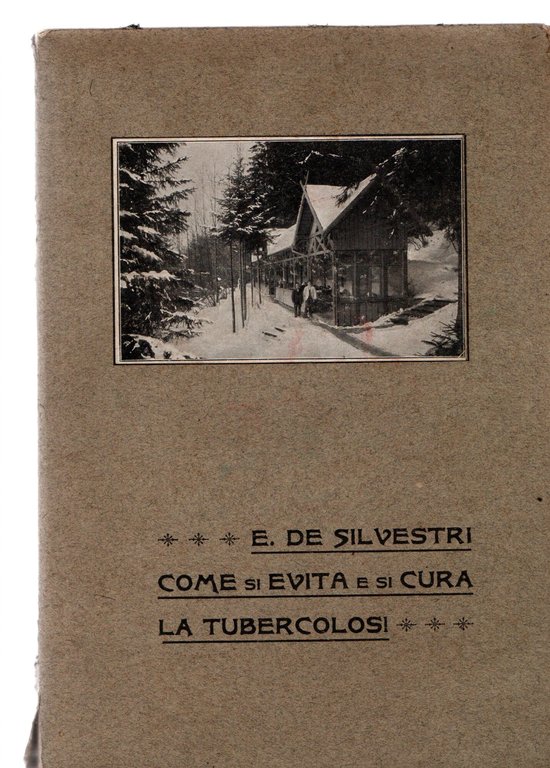 E. DE SILVESTRI
COME SI EVITA E SI CURA
LA TUBERCOLOSI